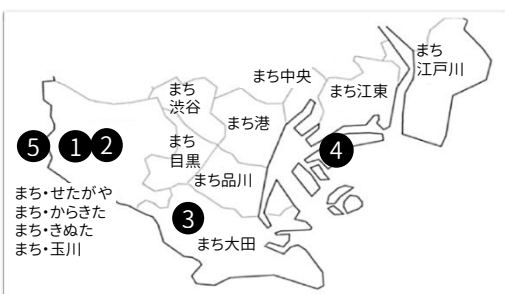 まち
江戸川
まち中央
まち
渋谷
まち江東
まち港
5
1
2
まち
目黒
4
まち品川
まち・せたがや
まち・からきた
まち・きぬた
まち・玉川
3
まち大田